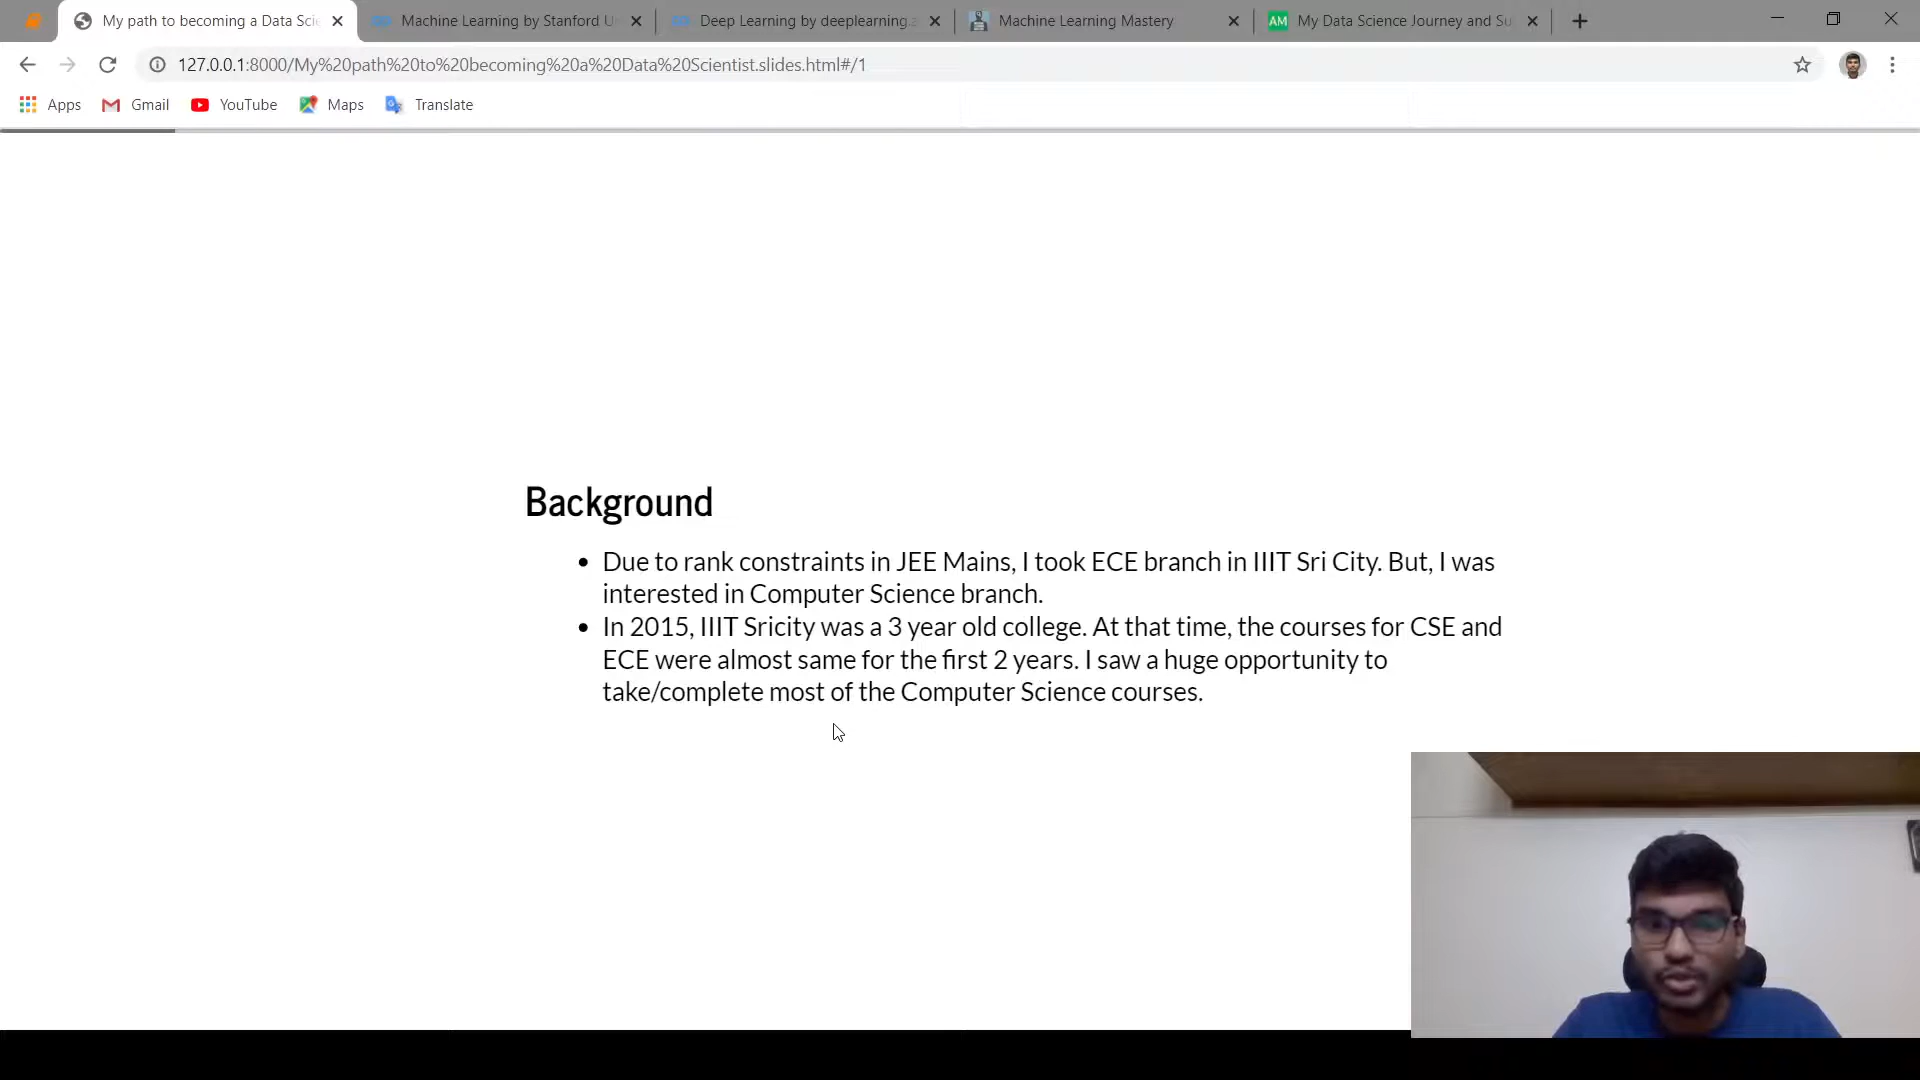 My path to becoming a Data Sci
Machine Learning by Stanford U
Deep Learning by deeplearning.
Machine Learning Mastery
AM My Data Science Journey and Su
127.0.0.1:8000/My%20path%20to%20becoming%20a%20Data%20Scientist.slides.html#/1
Apps Gmail YouTube Maps Translate
Background
• Due to rank constraints in JEE Mains, I took ECE branch in IIIT Sri City. But, I was
interested in Computer Science branch.
• In 2015, IIIT Sricity was a 3 year old college. At that time, the courses for CSE and
ECE were almost same for the first 2 years. I saw a huge opportunity to
take/complete most of the Computer Science courses.